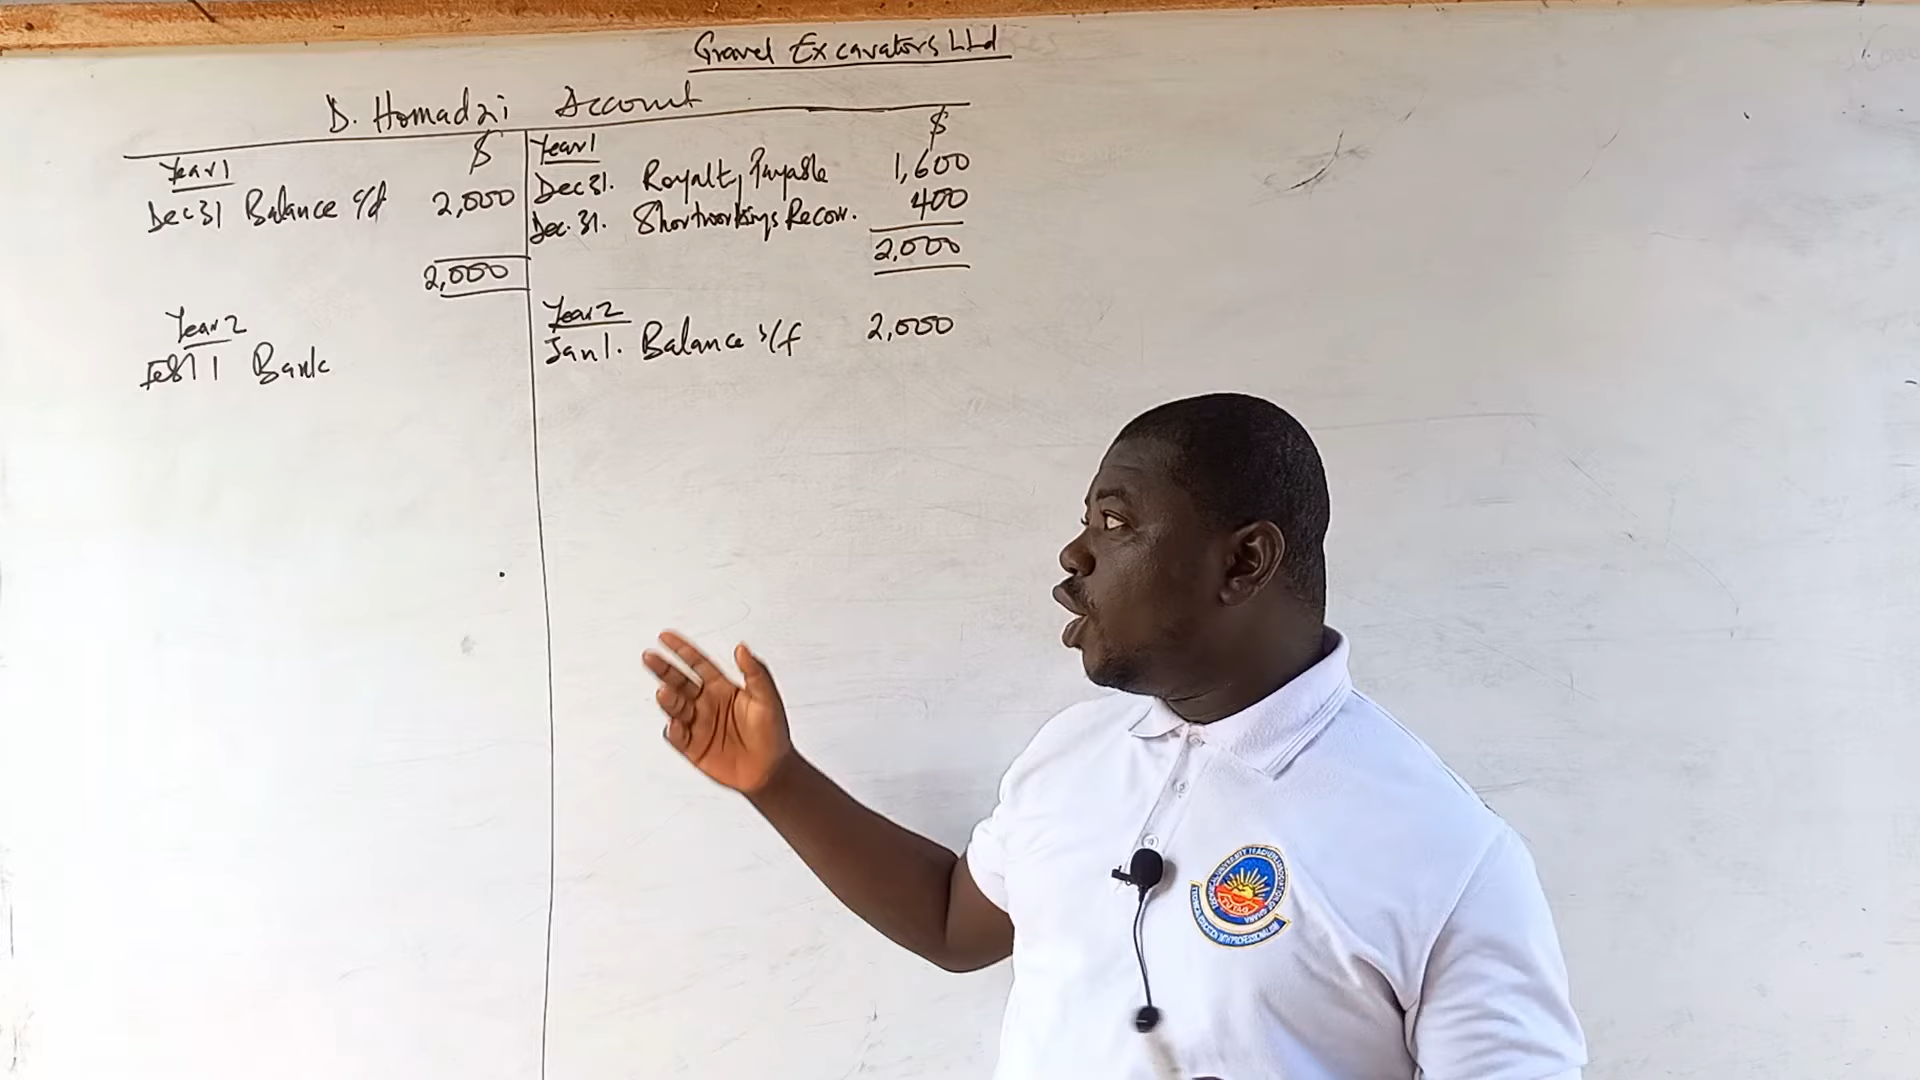 Gravel Excavators Ltd
D. Homadzi Account
Year 1 $
Dec 31 Balance c/d 2,000
2,000
Year 2
Feb 1 Bank
$
Year 1
Dec 31. Royalty Payable 1,600
Dec. 31. Shortworkings Recov. 400
2,000
Year 2
Jan 1. Balance b/f 2,000
TUTAG